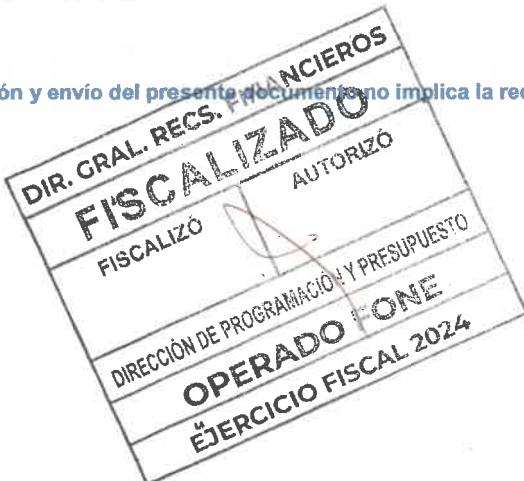 ón y envío del presente documento no implica la rec
DIR. GRAL. RECS. FINANCIEROS
FISCALIZADO
FISCALIZÓ
AUTORIZÓ
DIRECCIÓN DE PROGRAMACIÓN Y PRESUPUESTO
OPERADO FONE
EJERCICIO FISCAL 2024